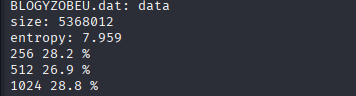 BLOGYZOBEU.dat: data
size: 5368012
entropy: 7.959
256 28.2 %
512 26.9 %
1024 28.8 %